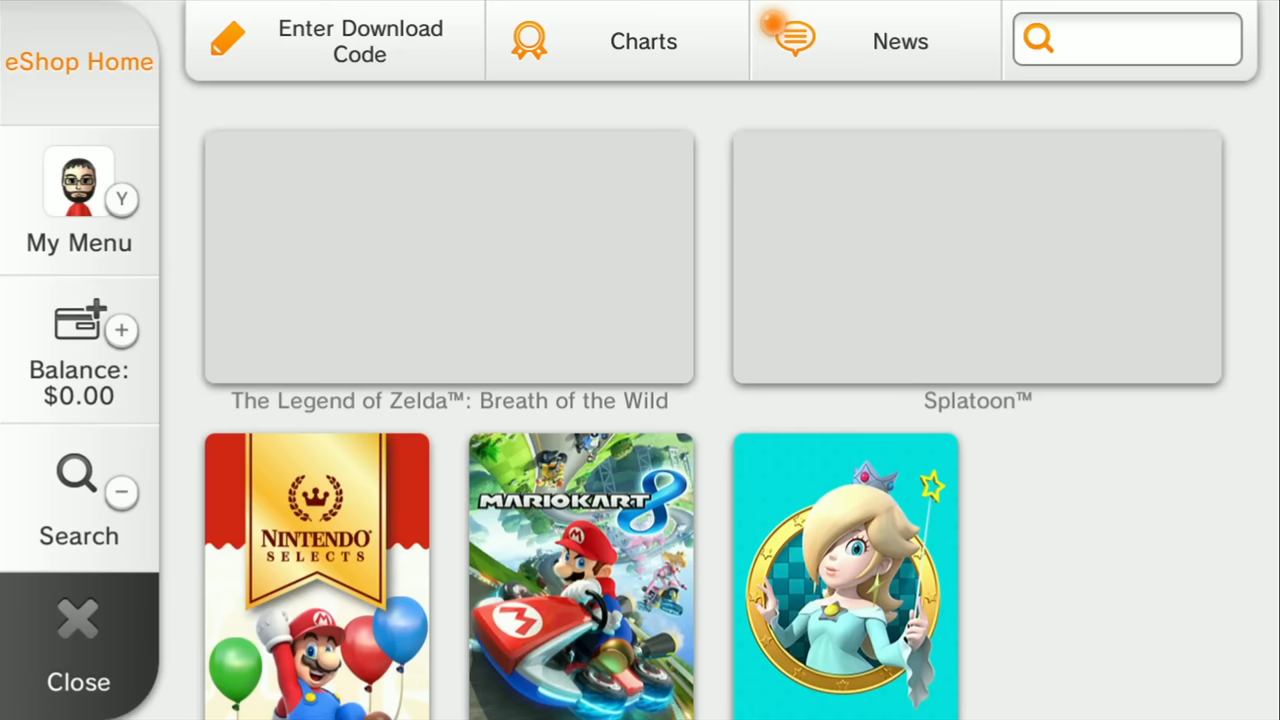 eShop Home
Enter Download
Code
Charts
News
Y
My Menu
+
Balance:
$0.00
−
Search
Close
The Legend of Zelda™: Breath of the Wild
Splatoon™
NINTENDO®
SELECTS
MARIOKART 8
M
M
M